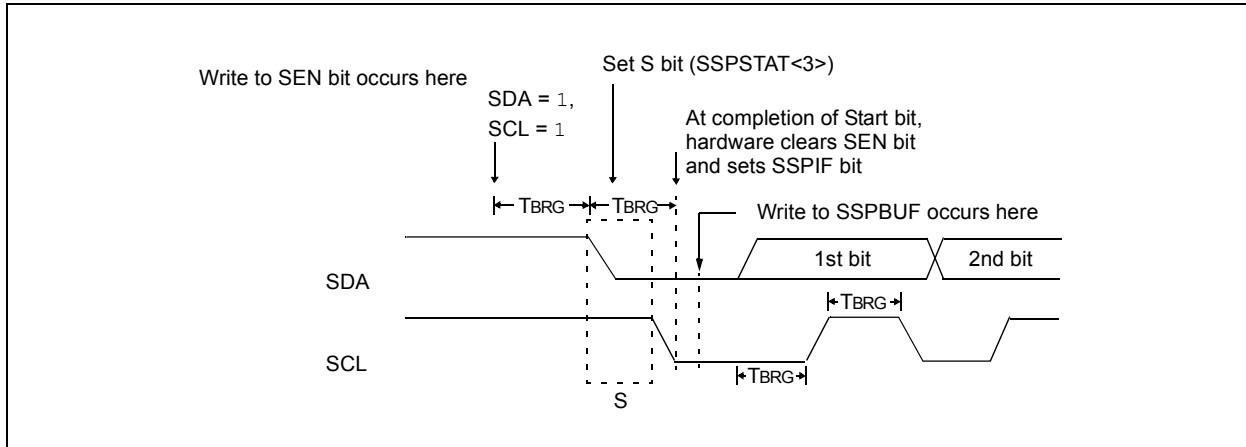 Write to SEN bit occurs here
Set S bit (SSPSTAT<3>)
SDA = 1,
SCL = 1
At completion of Start bit,
hardware clears SEN bit
and sets SSPIF bit
TBRG
TBRG
Write to SSPBUF occurs here
SDA
1st bit
2nd bit
TBRG
SCL
TBRG
S